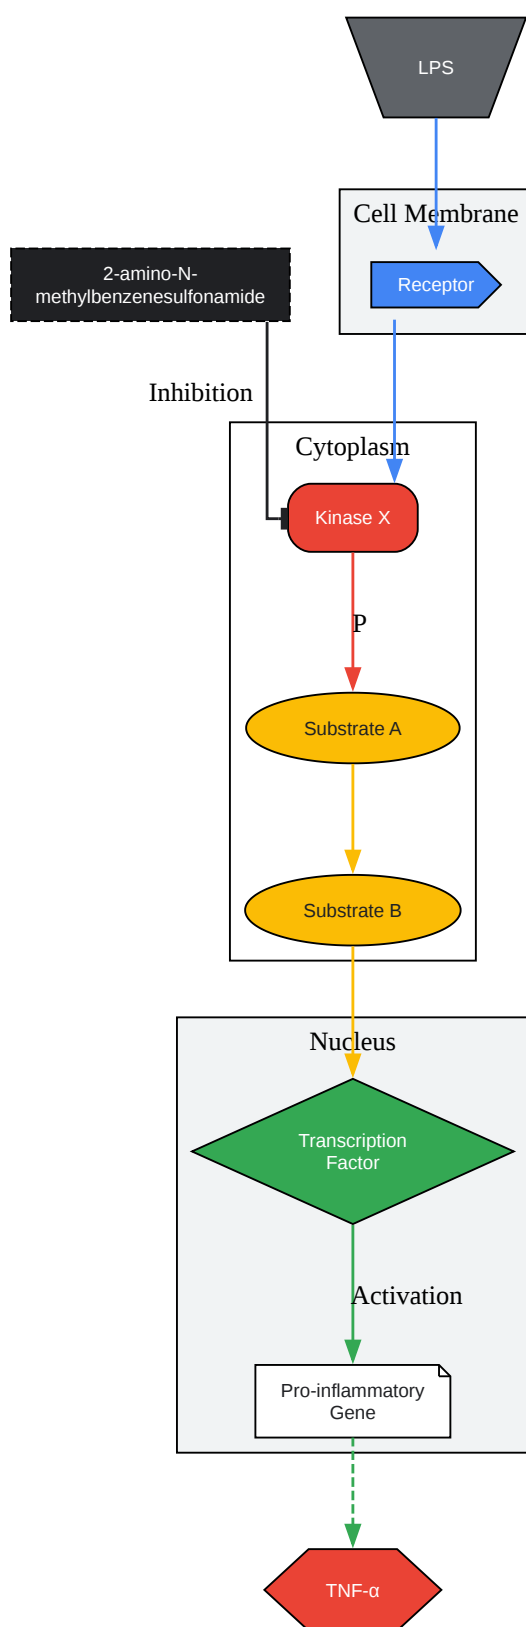 LPS
Cell Membrane
2-amino-N-
methylbenzenesulfonamide
Receptor
Inhibition
Cytoplasm
Kinase X
P
Substrate A
Substrate B
Nucleus
Transcription
Factor
Activation
Pro-inflammatory
Gene
TNF-α